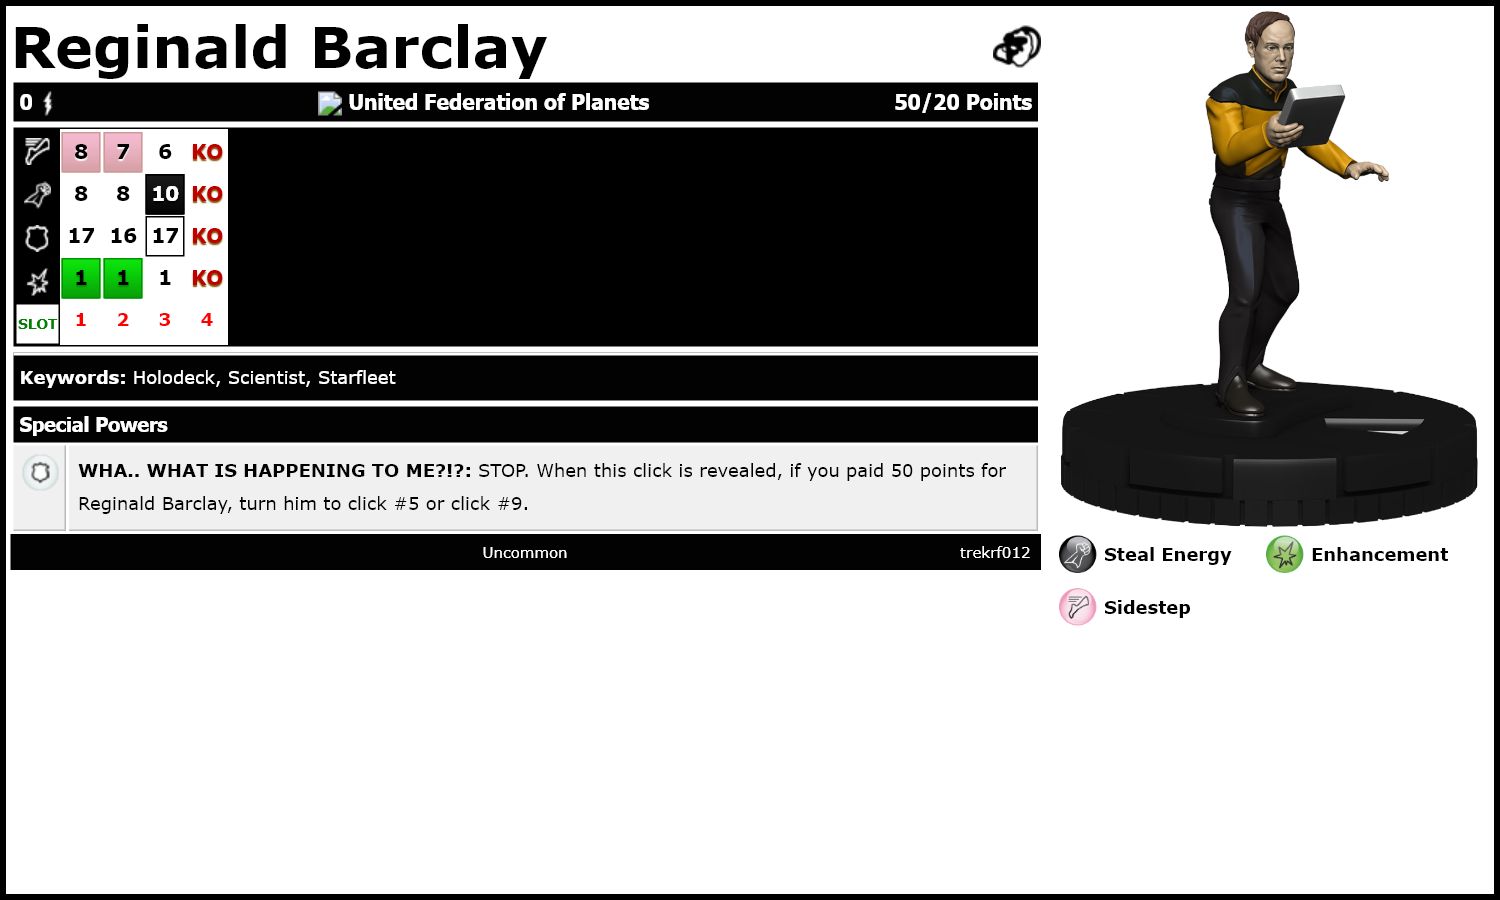 Reginald Barclay
0 United Federation of Planets 50/20 Points
8 7 6 KO
8 8 10 KO
17 16 17 KO
1 1 1 KO
SLOT 1 2 3 4
Keywords: Holodeck, Scientist, Starfleet
Special Powers
WHA.. WHAT IS HAPPENING TO ME?!?: STOP. When this click is revealed, if you paid 50 points for
Reginald Barclay, turn him to click #5 or click #9.
Uncommon trekrf012
Steal Energy Enhancement
Sidestep